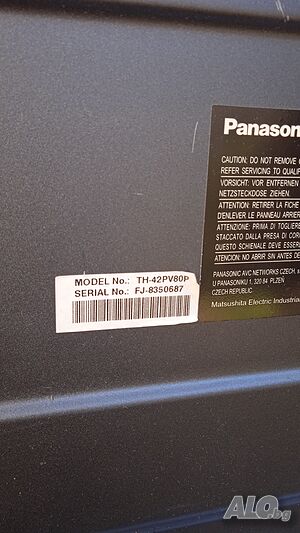 Panason
CAUTION: DO NOT REMOVE
REFER SERVICING TO QUALIF
VORSICHT: VOR ENTFERNEN
NETZSTECKDOSE ZIEHEN.
ATTENTION: RETIRER LA FICHE
D'ENLEVER LE PANNEAU ARRIER
ATTENZIONE: PRIMA DI TOGLIERE
STACCATO DALLA PRESA DI COR
QUESTO SCHIENALE DEVE ESSERE
ATENCION: NO ABRIR SIN ANTES DE
PANASONIC AVC NETWORKS CZECH, s
U PANASONIKU 1, 320 84 PLZEN
CZECH REPUBLIC.
Matsushita Electric Industrial
MODEL No.: TH-42PV80P
SERIAL No.: FJ-8350687
ALO.bg